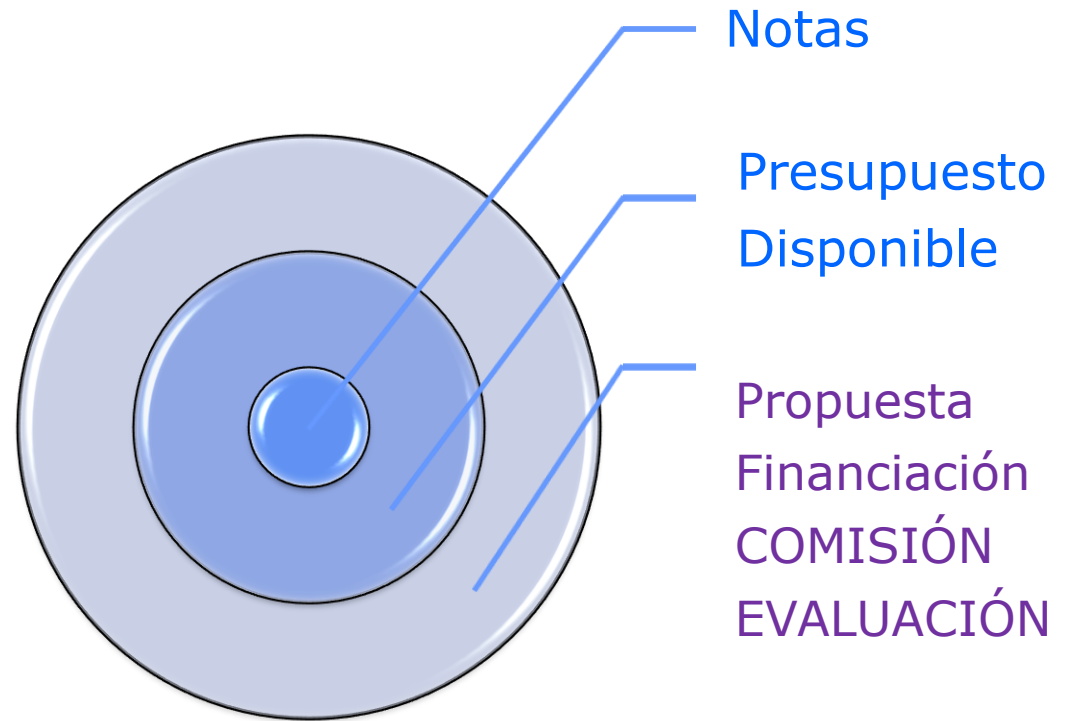 Notas
Presupuesto
Disponible
Propuesta
Financiación
COMISIÓN
EVALUACIÓN